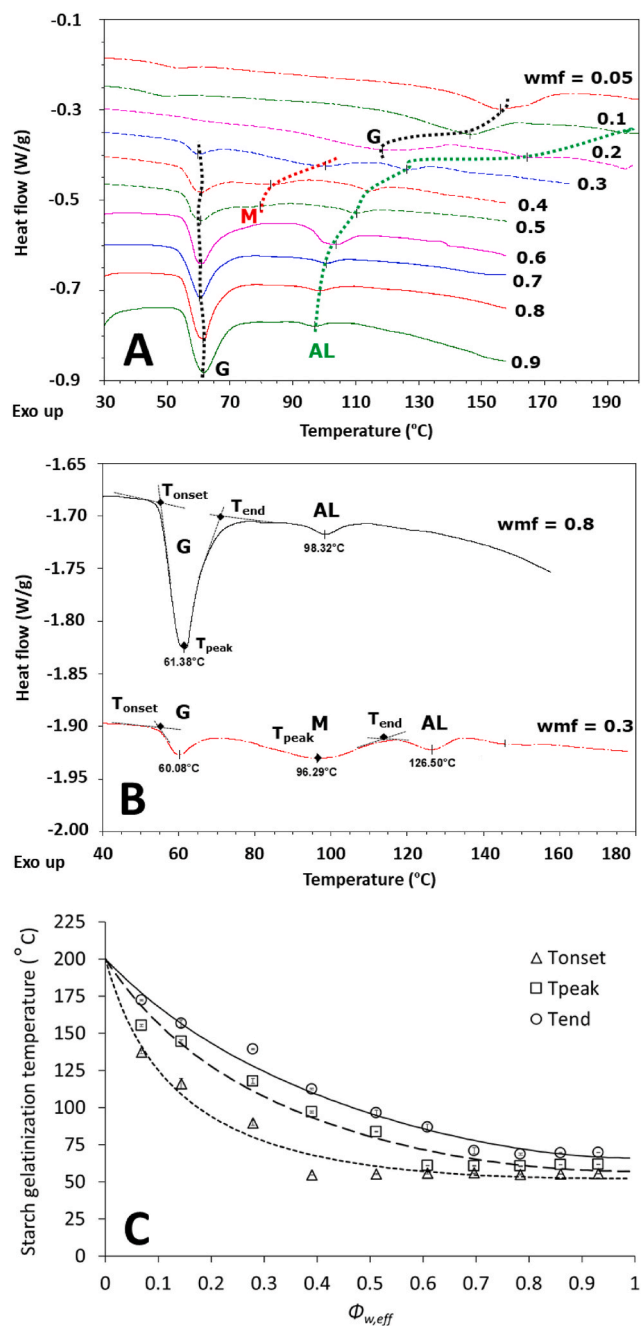 -0.1
-0.3
-0.5
-0.7
-0.9
Heat flow (W/g)
wmf = 0.05
0.1
0.2
0.3
0.4
0.5
0.6
0.7
0.8
0.9
G
M
AL
G
A
Exo up
30 50 70 90 110 130 150 170 190
Temperature (°C)
-1.65
-1.70
-1.75
-1.80
-1.85
-1.90
-1.95
-2.00
Heat flow (W/g)
Tonset
Tend
AL
wmf = 0.8
G
98.32°C
Tpeak
61.38°C
Tonset
G
Tpeak
M
Tend
AL
wmf = 0.3
60.08°C
96.29°C
126.50°C
B
Exo up
40 60 80 100 120 140 160 180
Temperature (°C)
225
200
175
150
125
100
75
50
25
0
Starch gelatinization temperature (°C)
Tonset
Tpeak
Tend
C
0 0.1 0.2 0.3 0.4 0.5 0.6 0.7 0.8 0.9 1
Φw,eff